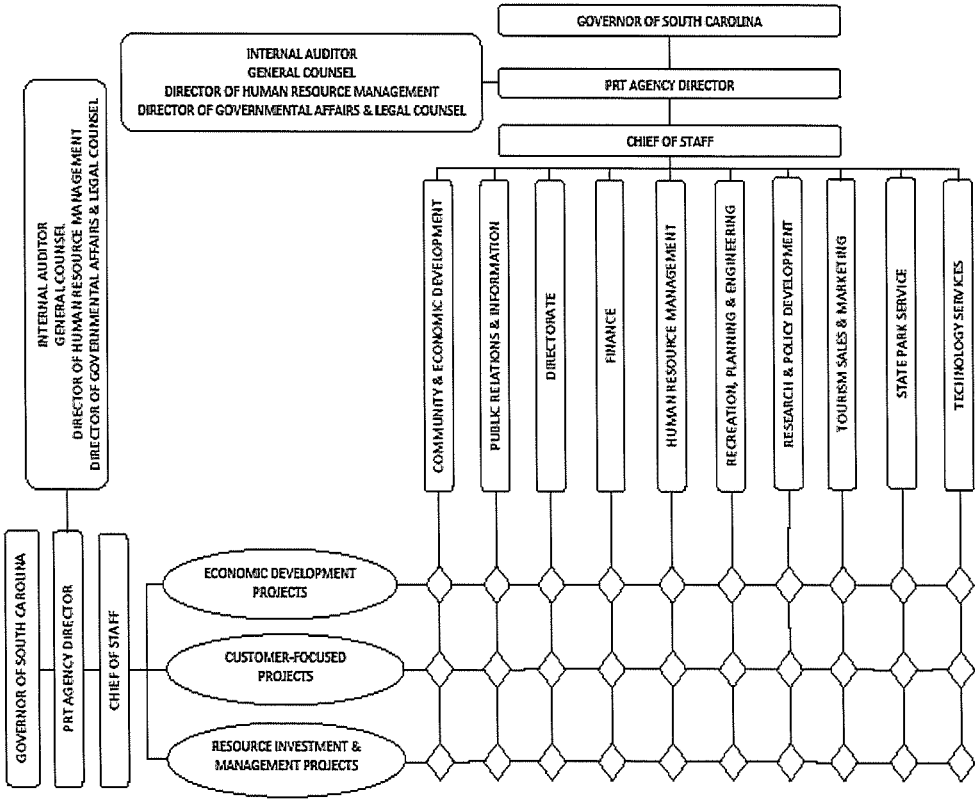 GOVERNOR OF SOUTH CAROLINA
INTERNAL AUDITOR
GENERAL COUNSEL
DIRECTOR OF HUMAN RESOURCE MANAGEMENT
DIRECTOR OF GOVERNMENTAL AFFAIRS & LEGAL COUNSEL
PRT AGENCY DIRECTOR
CHIEF OF STAFF
INTERNAL AUDITOR
GENERAL COUNSEL
DIRECTOR OF HUMAN RESOURCE MANAGEMENT
DIRECTOR OF GOVERNMENTAL AFFAIRS & LEGAL COUNSEL
COMMUNITY & ECONOMIC DEVELOPMENT
PUBLIC RELATIONS & INFORMATION
DIRECTORATE
FINANCE
HUMAN RESOURCE MANAGEMENT
RECREATION, PLANNING & ENGINEERING
RESEARCH & POLICY DEVELOPMENT
TOURISM SALES & MARKETING
STATE PARK SERVICE
TECHNOLOGY SERVICES
GOVERNOR OF SOUTH CAROLINA
PRT AGENCY DIRECTOR
CHIEF OF STAFF
ECONOMIC DEVELOPMENT
PROJECTS
CUSTOMER-FOCUSED
PROJECTS
RESOURCE INVESTMENT &
MANAGEMENT PROJECTS